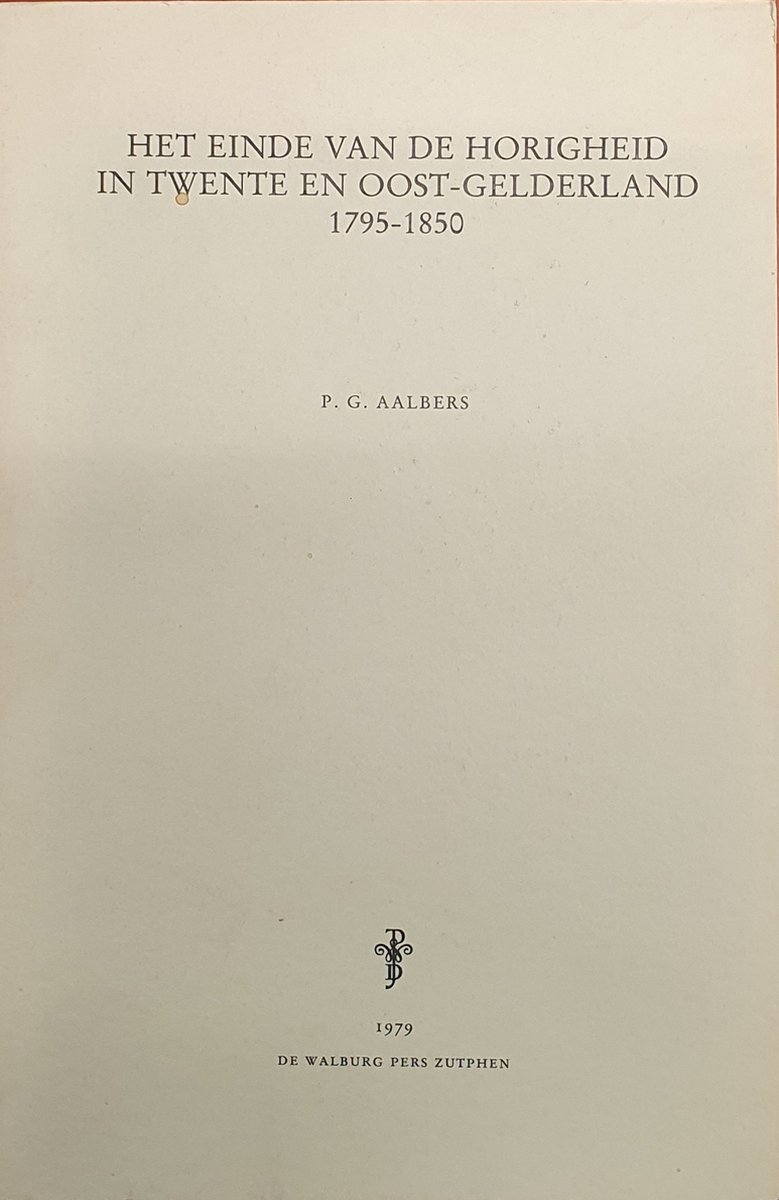 HET EINDE VAN DE HORIGHEID
IN TWENTE EN OOST-GELDERLAND
1795-1850
P. G. AALBERS
1979
DE WALBURG PERS ZUTPHEN